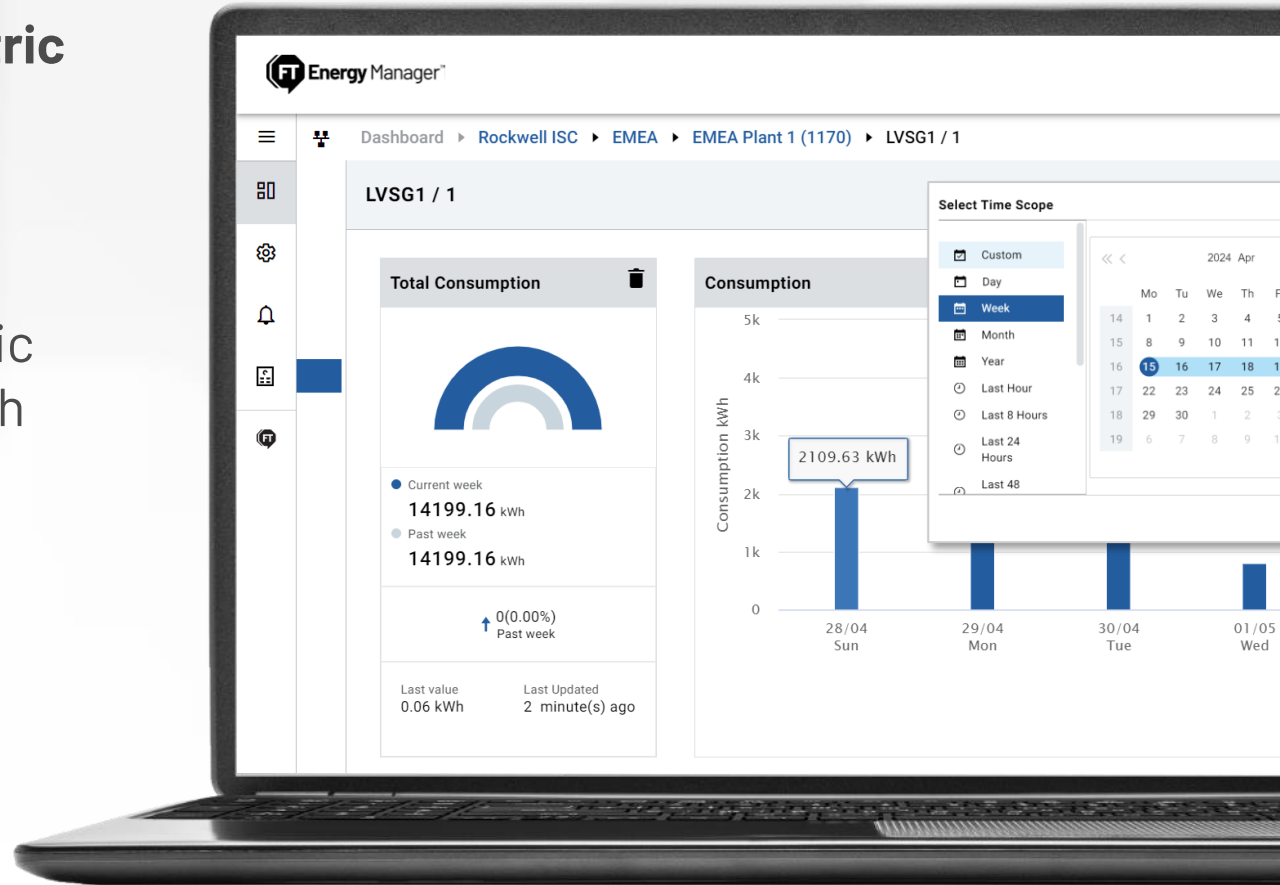 tric
ic
h
FT Energy Manager™
Dashboard Rockwell ISC EMEA EMEA Plant 1 (1170) LVSG1 / 1
LVSG1 / 1
Total Consumption
Current week
14199.16 kWh
Past week
14199.16 kWh
0(0.00%)
Past week
Last value
0.06 kWh
Last Updated
2 minute(s) ago
Consumption
Consumption kWh
5k
4k
3k
2k
1k
0
2109.63 kWh
28/04
Sun
29/04
Mon
30/04
Tue
01/05
Wed
Select Time Scope
Custom
Day
Week
Month
Year
Last Hour
Last 8 Hours
Last 24
Hours
Last 48
2024 Apr
Mo Tu We Th
14 1 2 3 4
15 8 9 10 11
16 15 16 17 18
17 22 23 24 25
18 29 30 1 2
19 6 7 8 9
FT